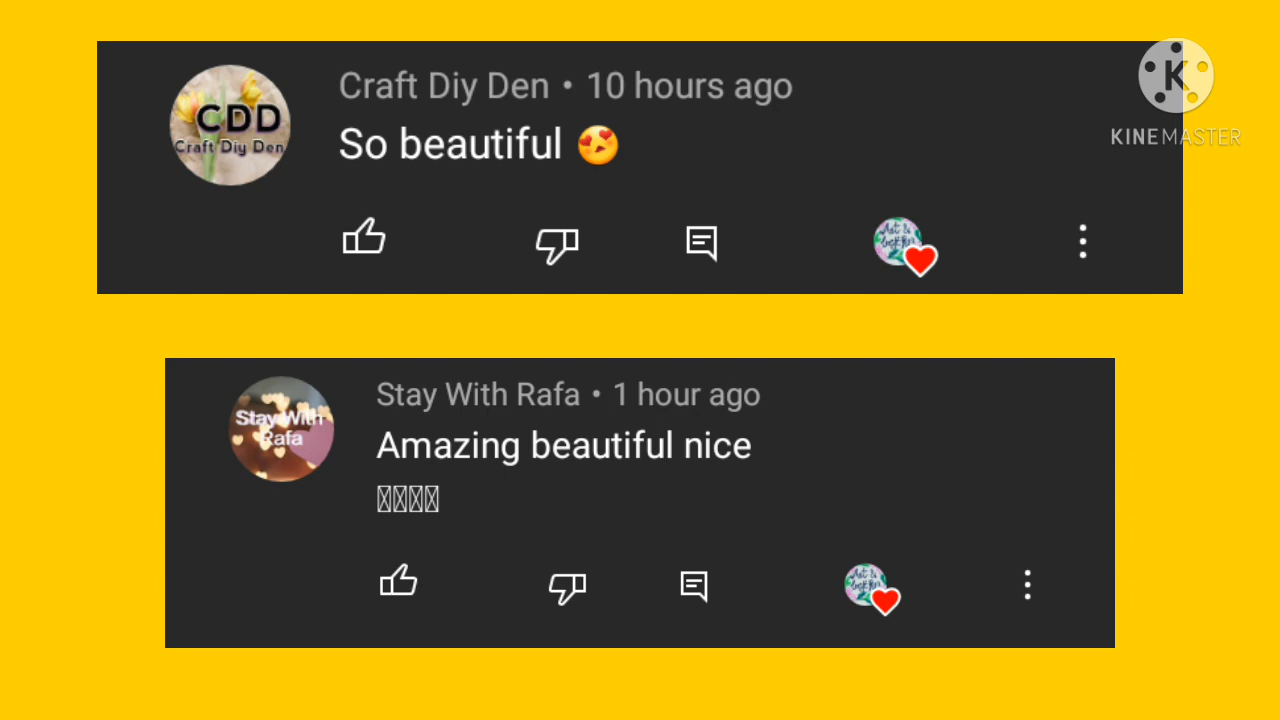 Craft Diy Den • 10 hours ago
CDD
Craft Diy Den
So beautiful 😍
KINEMASTER
Stay With Rafa • 1 hour ago
Stay With
Rafa
Amazing beautiful nice